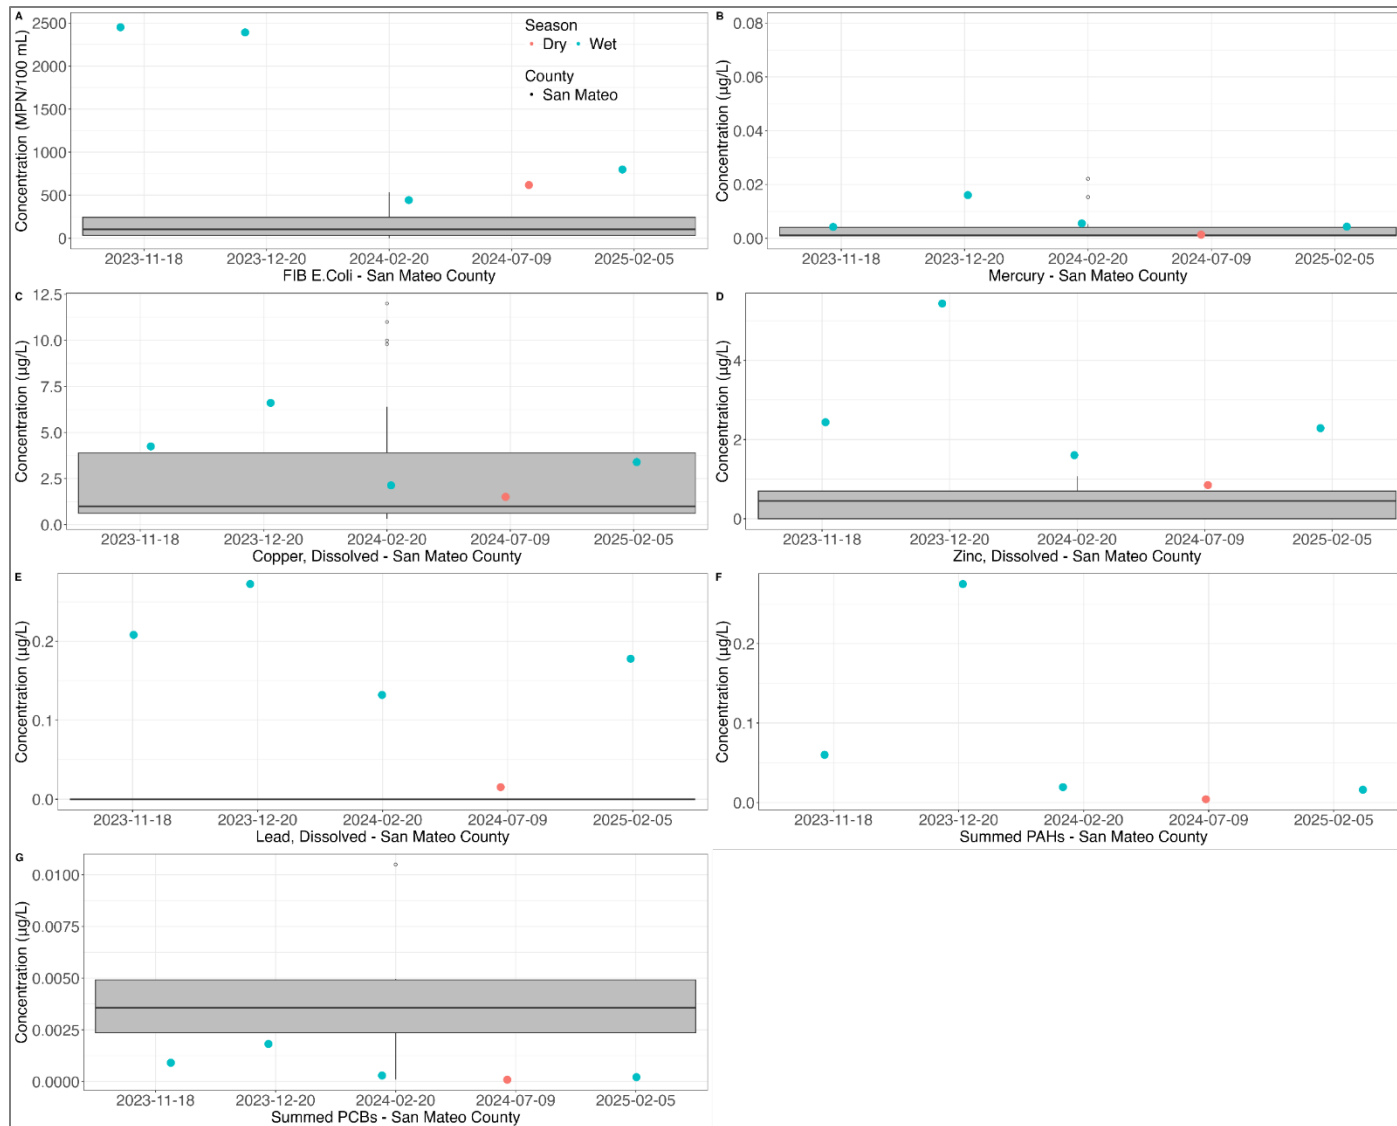 A
Concentration (MPN/100 mL)
2500
2000
1500
1000
500
0
Season
Dry Wet
County
San Mateo
2023-11-18 2023-12-20 2024-02-20 2024-07-09 2025-02-05
FIB E.Coli - San Mateo County
B
Concentration (µg/L)
0.08
0.06
0.04
0.02
0.00
2023-11-18 2023-12-20 2024-02-20 2024-07-09 2025-02-05
Mercury - San Mateo County
C
Concentration (µg/L)
12.5
10.0
7.5
5.0
2.5
0.0
2023-11-18 2023-12-20 2024-02-20 2024-07-09 2025-02-05
Copper, Dissolved - San Mateo County
D
Concentration (µg/L)
4
2
0
2023-11-18 2023-12-20 2024-02-20 2024-07-09 2025-02-05
Zinc, Dissolved - San Mateo County
E
Concentration (µg/L)
0.2
0.1
0.0
2023-11-18 2023-12-20 2024-02-20 2024-07-09 2025-02-05
Lead, Dissolved - San Mateo County
F
Concentration (µg/L)
0.2
0.1
0.0
2023-11-18 2023-12-20 2024-02-20 2024-07-09 2025-02-05
Summed PAHs - San Mateo County
G
Concentration (µg/L)
0.0100
0.0075
0.0050
0.0025
0.0000
2023-11-18 2023-12-20 2024-02-20 2024-07-09 2025-02-05
Summed PCBs - San Mateo County